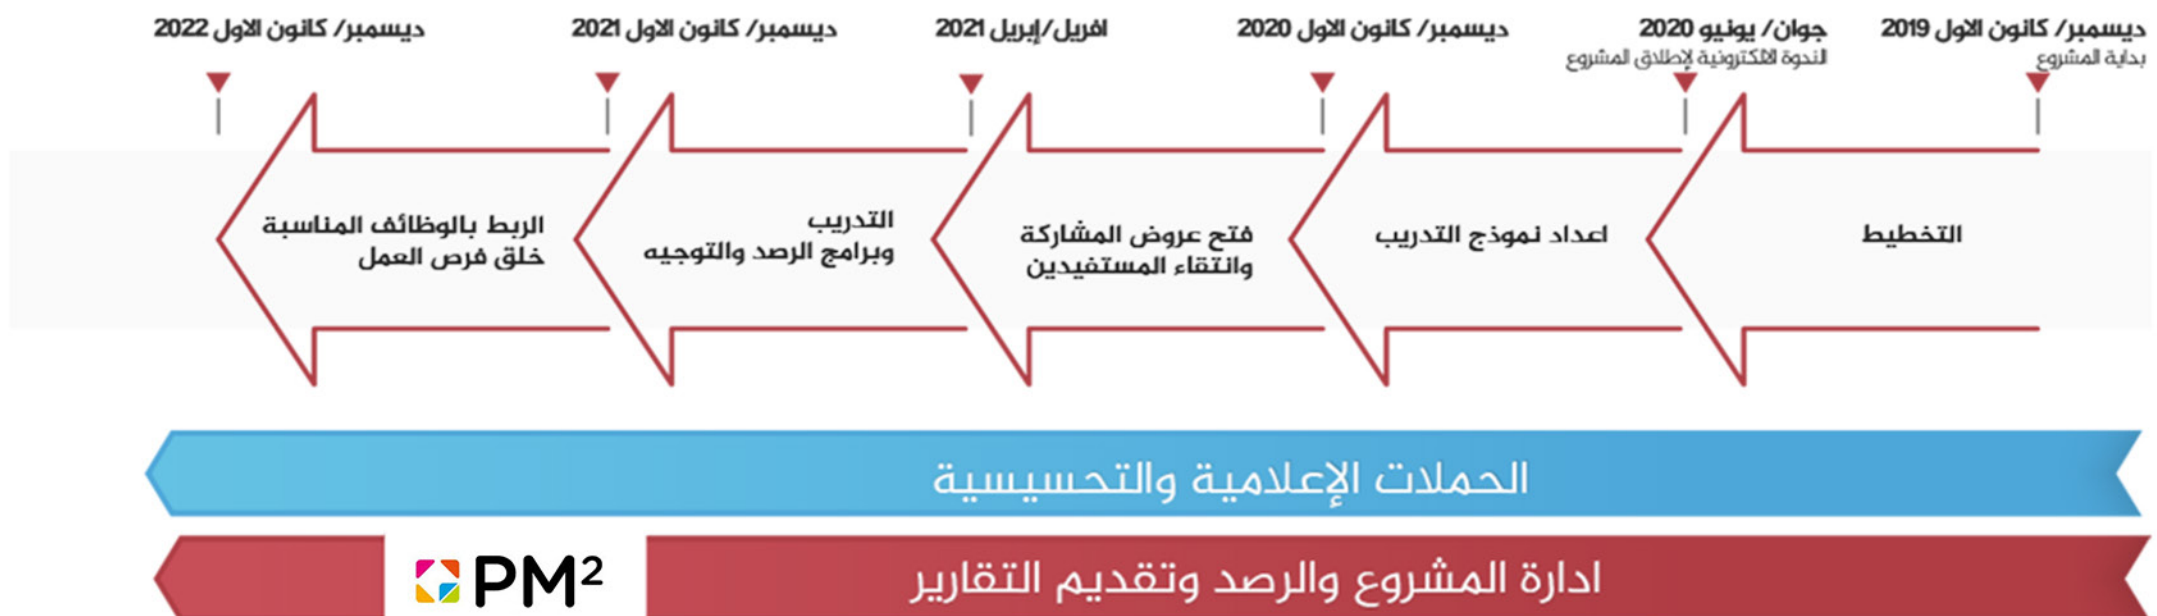 ديسمبر/ كانون الاول 2019
بداية المشروع
جوان/ يونيو 2020
الندوة الالكترونية لإطلاق المشروع
ديسمبر/ كانون الاول 2020
افريل/إبريل 2021
ديسمبر/ كانون الاول 2021
ديسمبر/ كانون الاول 2022
التخطيط
اعداد نموذج التدريب
فتح عروض المشاركة
وانتقاء المستفيدين
التدريب
وبرامج الرصد والتوجيه
الربط بالوظائف المناسبة
خلق فرص العمل
الحملات الإعلامية والتحسيسية
ادارة المشروع والرصد وتقديم التقارير
PM²